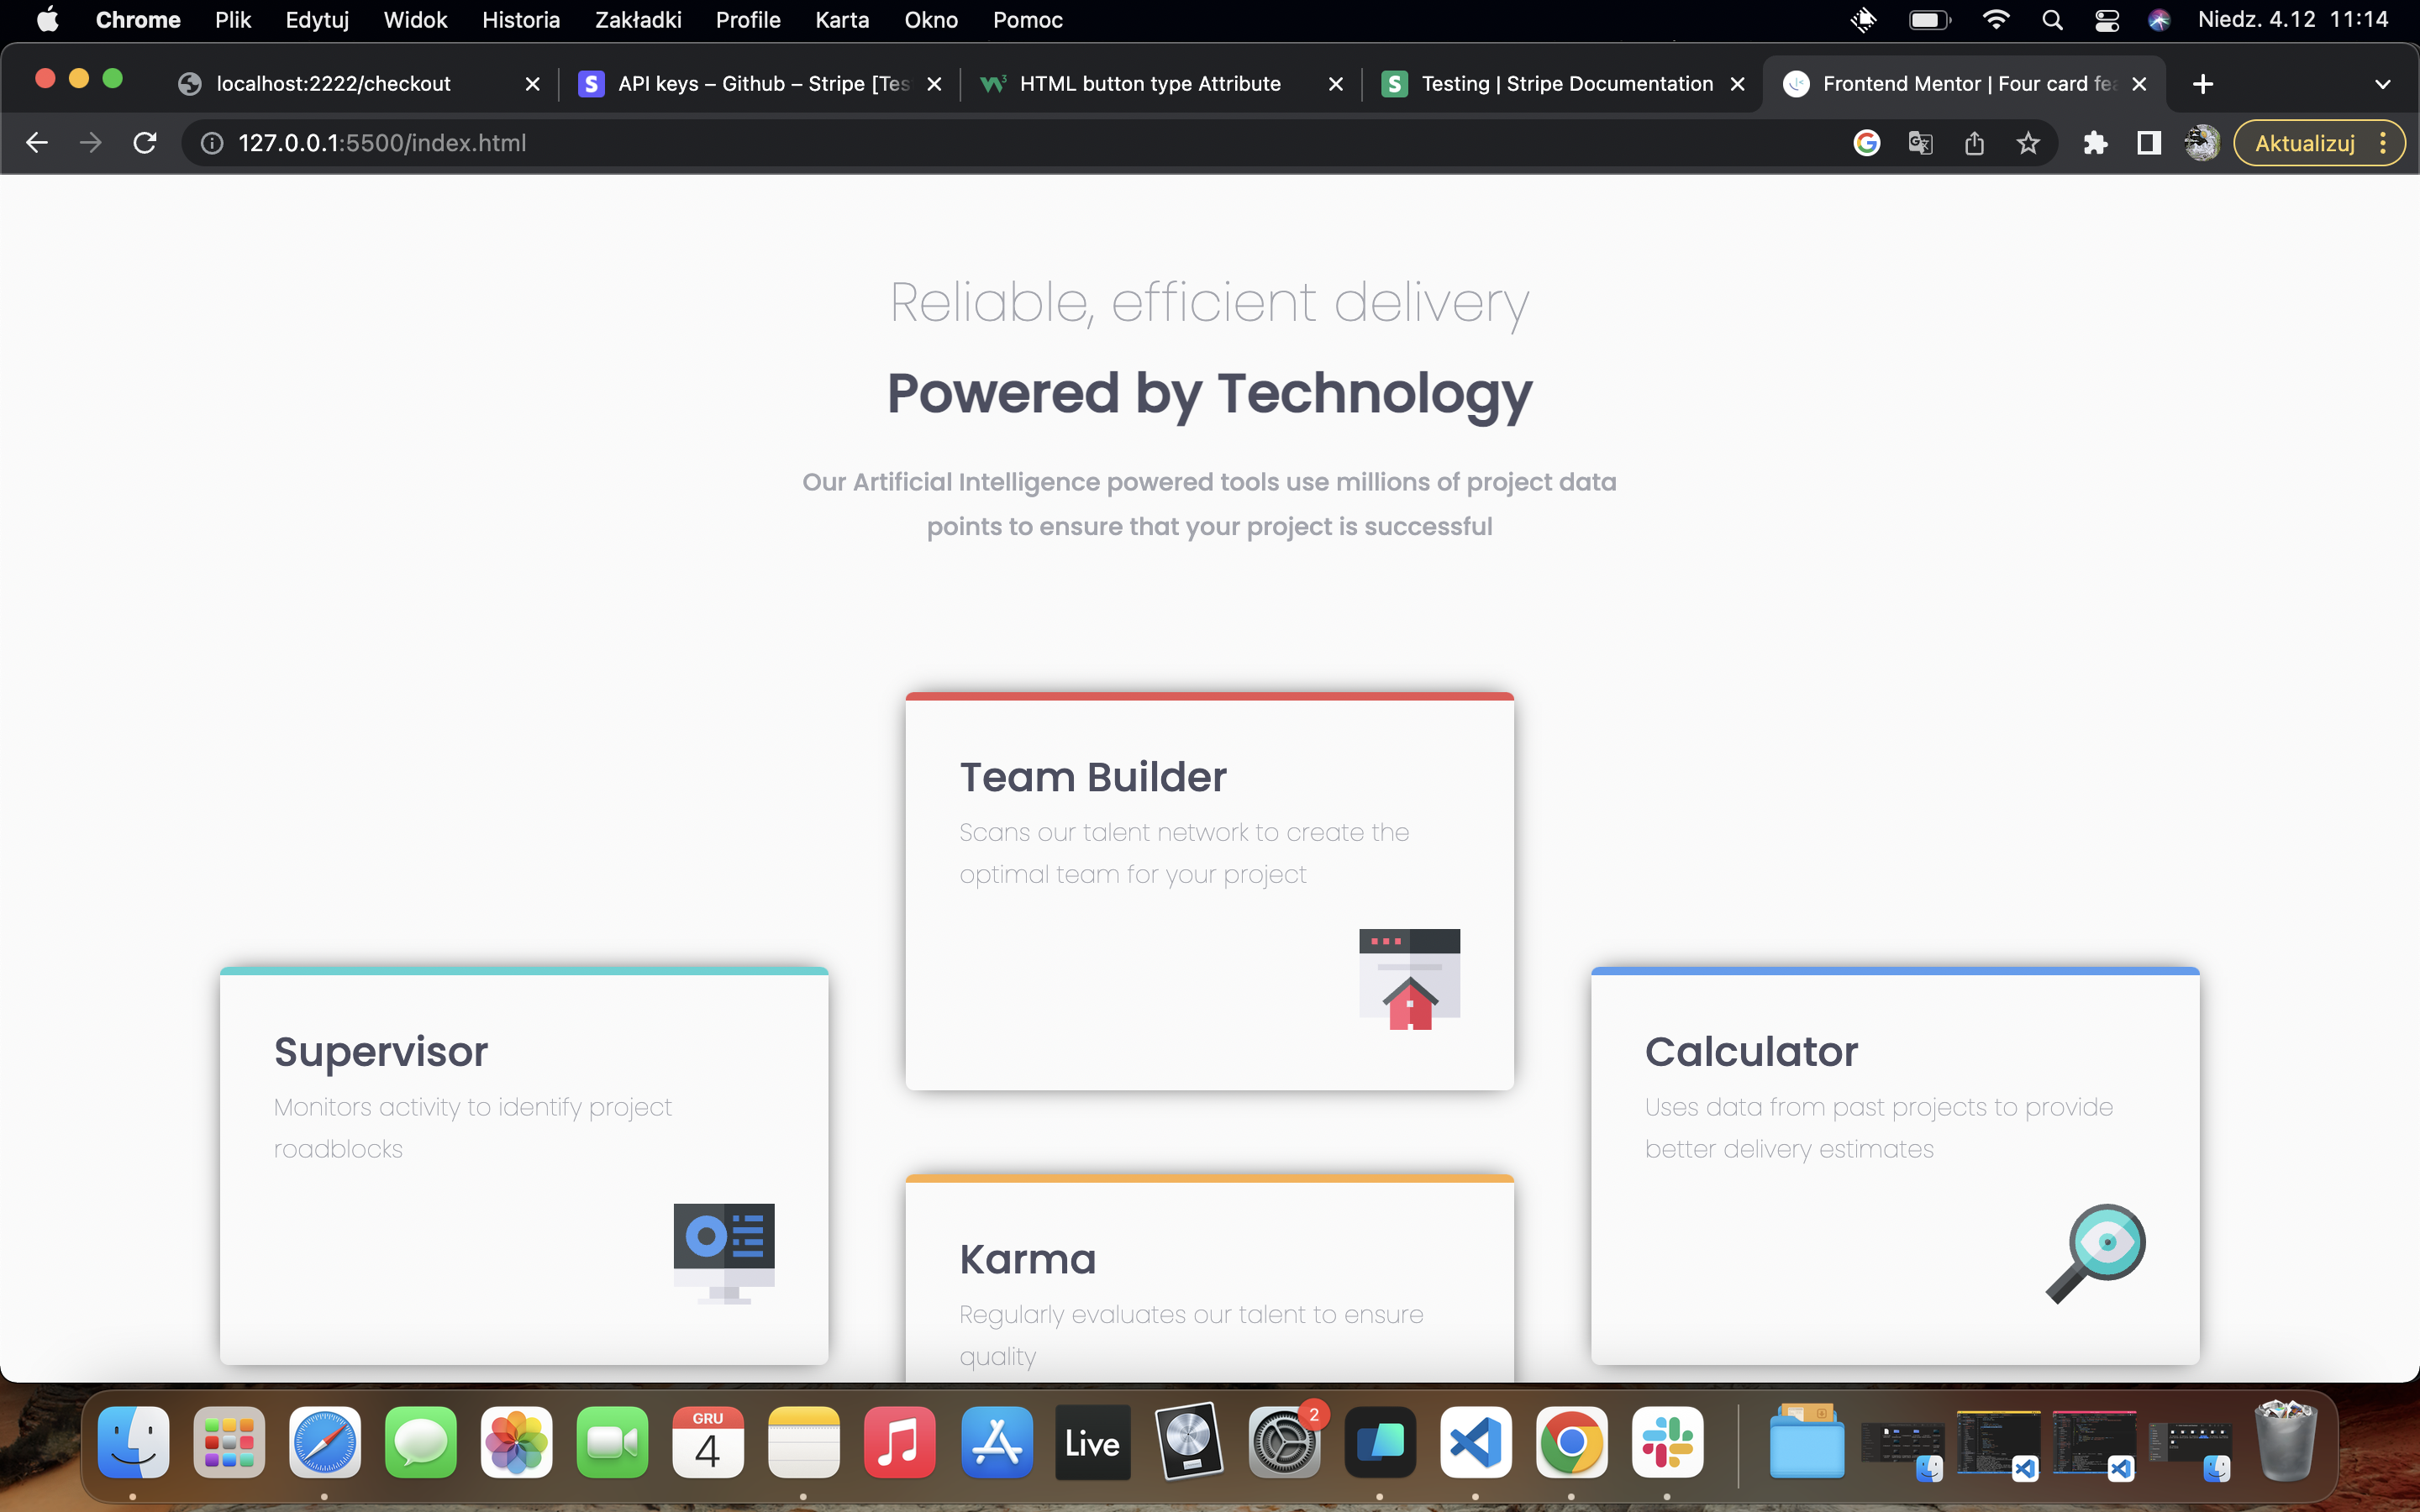 Chrome Plik Edytuj Widok Historia Zakładki Profile Karta Okno Pomoc Niedz. 4.12 11:14
localhost:2222/checkout API keys – Github – Stripe [Tes HTML button type Attribute Testing | Stripe Documentation Frontend Mentor | Four card fea
127.0.0.1:5500/index.html Aktualizuj
Reliable, efficient delivery
Powered by Technology
Our Artificial Intelligence powered tools use millions of project data
points to ensure that your project is successful
Team Builder
Scans our talent network to create the
optimal team for your project
Supervisor
Monitors activity to identify project
roadblocks
Calculator
Uses data from past projects to provide
better delivery estimates
Karma
Regularly evaluates our talent to ensure
quality
GRU
4
Live
2